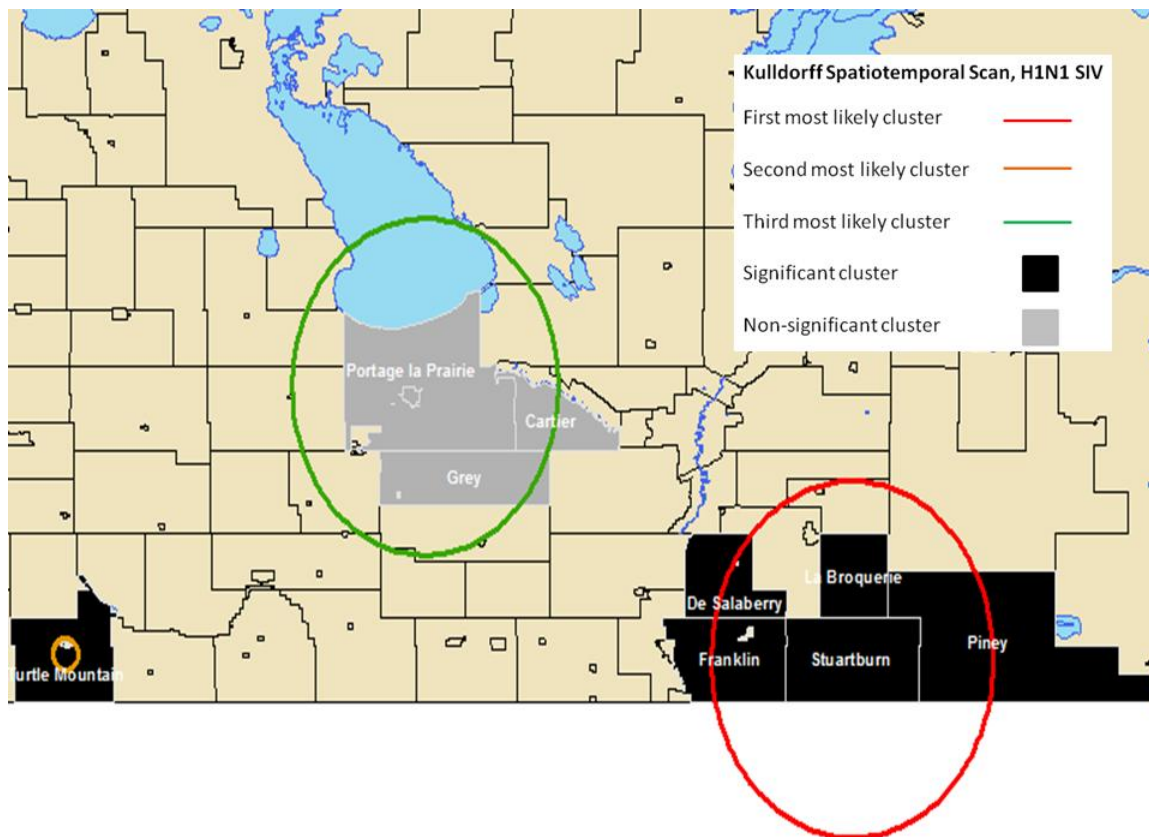 Kulldorff Spatiotemporal Scan, H1N1 SIV
First most likely cluster
Second most likely cluster
Third most likely cluster
Significant cluster
Non-significant cluster
Portage la Prairie
Cartier
Grey
La Broquerie
De Salaberry
Piney
Franklin
Stuartburn
Turtle Mountain